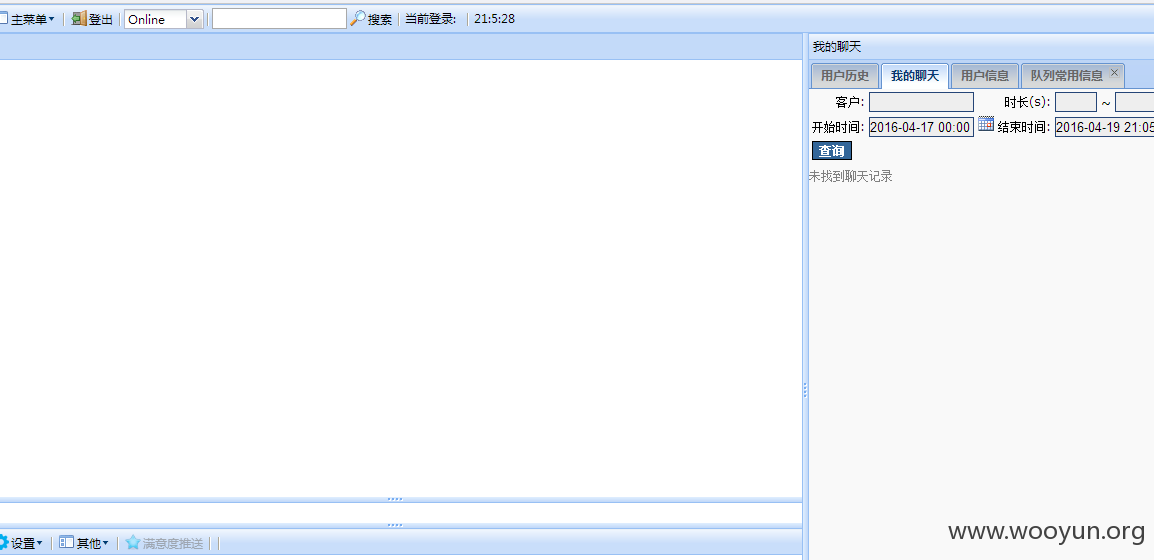 主菜单 登出 Online 搜索 当前登录: 21:5:28
我的聊天
用户历史 我的聊天 用户信息 队列常用信息
客户: 时长(s): ~
开始时间: 2016-04-17 00:00 结束时间: 2016-04-19 21:05
查询
未找到聊天记录
www.wooyun.org
设置 其他 满意度推送